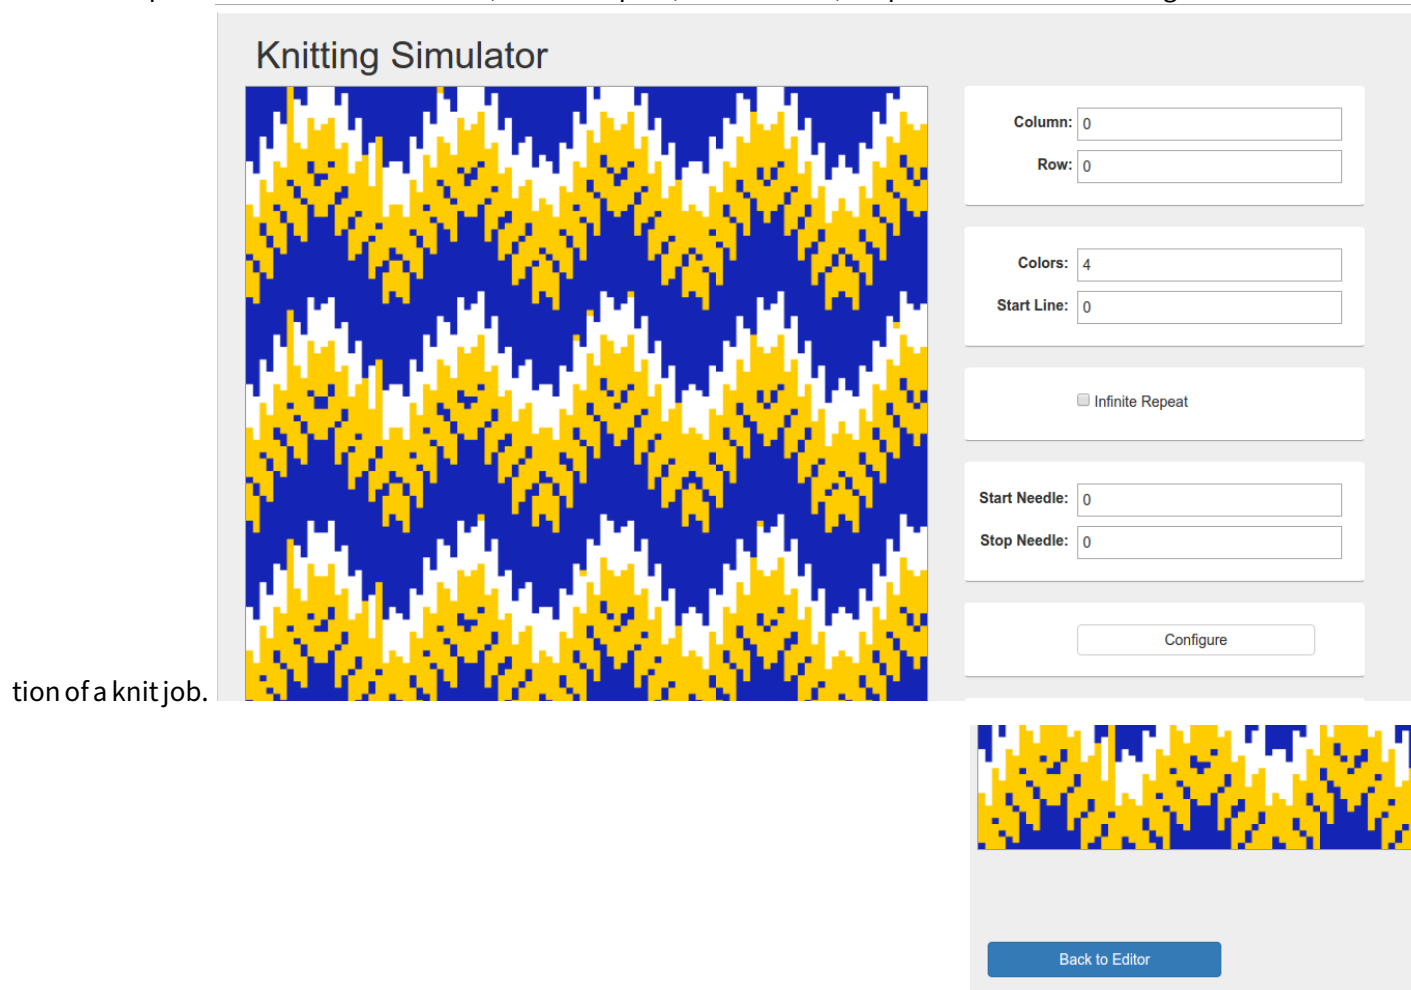 Knitting Simulator
Column: 0
Row: 0
Colors: 4
Start Line: 0
Infinite Repeat
Start Needle: 0
Stop Needle: 0
Configure
tion of a knit job.
Back to Editor